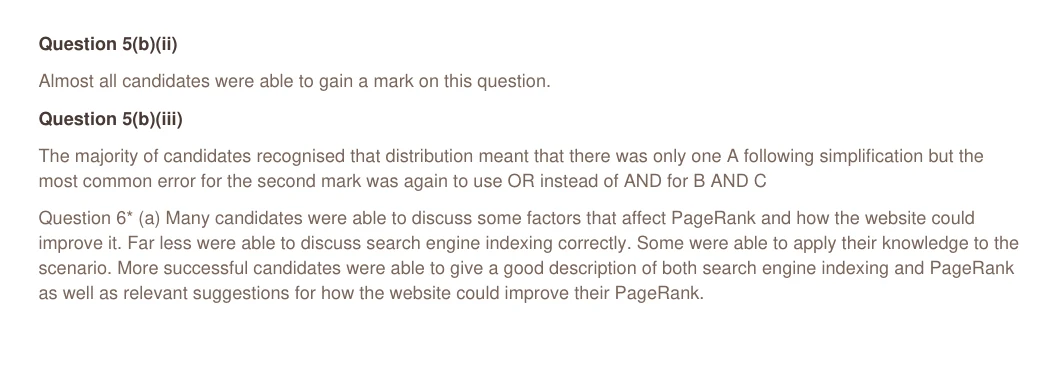 Question 5(b)(ii)
Almost all candidates were able to gain a mark on this question.
Question 5(b)(iii)
The majority of candidates recognised that distribution meant that there was only one A following simplification but the
most common error for the second mark was again to use OR instead of AND for B AND C
Question 6* (a) Many candidates were able to discuss some factors that affect PageRank and how the website could
improve it. Far less were able to discuss search engine indexing correctly. Some were able to apply their knowledge to the
scenario. More successful candidates were able to give a good description of both search engine indexing and PageRank
as well as relevant suggestions for how the website could improve their PageRank.